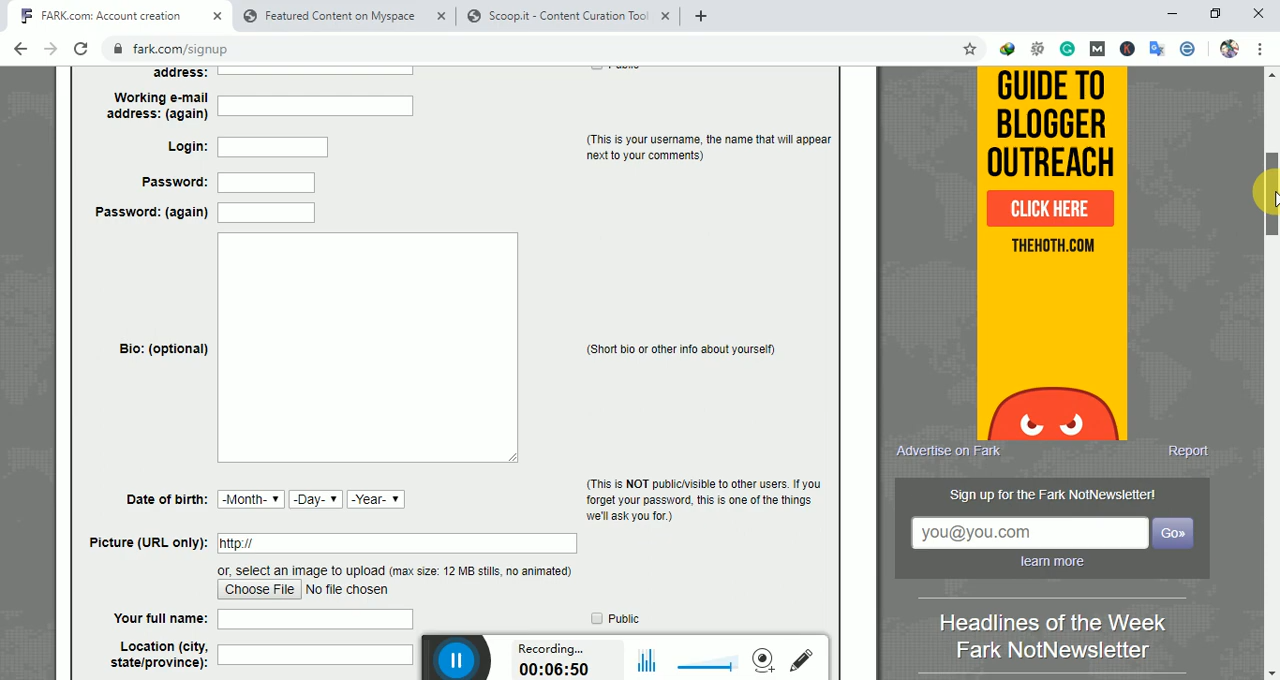 FARK.com: Account creation
Featured Content on Myspace
Scoop.it - Content Curation Tool
fark.com/signup
address:
Public
Working e-mail
address: (again)
Login:
(This is your username, the name that will appear
next to your comments)
Password:
Password: (again)
Bio: (optional)
(Short bio or other info about yourself)
Date of birth:
-Month-
-Day-
-Year-
(This is NOT public/visible to other users. If you
forget your password, this is one of the things
we'll ask you for.)
Picture (URL only):
http://
or, select an image to upload (max size: 12 MB stills, no animated)
Choose File No file chosen
Your full name:
Public
Location (city,
state/province):
Recording...
00:06:50
GUIDE TO
BLOGGER
OUTREACH
CLICK HERE
THEHOTH.COM
Advertise on Fark
Report
Sign up for the Fark NotNewsletter!
you@you.com
Go»
learn more
Headlines of the Week
Fark NotNewsletter